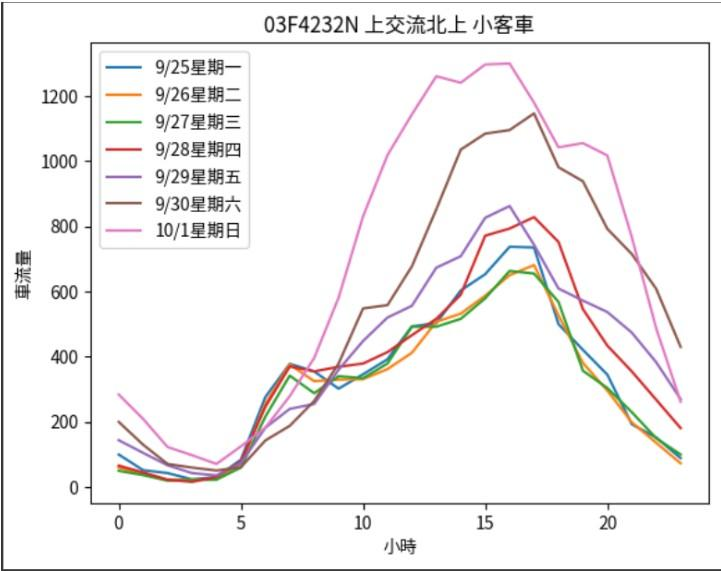 03F4232N 上交流北上 小客車
9/25星期一
9/26星期二
9/27星期三
9/28星期四
9/29星期五
9/30星期六
10/1星期日
車流量
1200
1000
800
600
400
200
0
0 5 10 15 20
小時